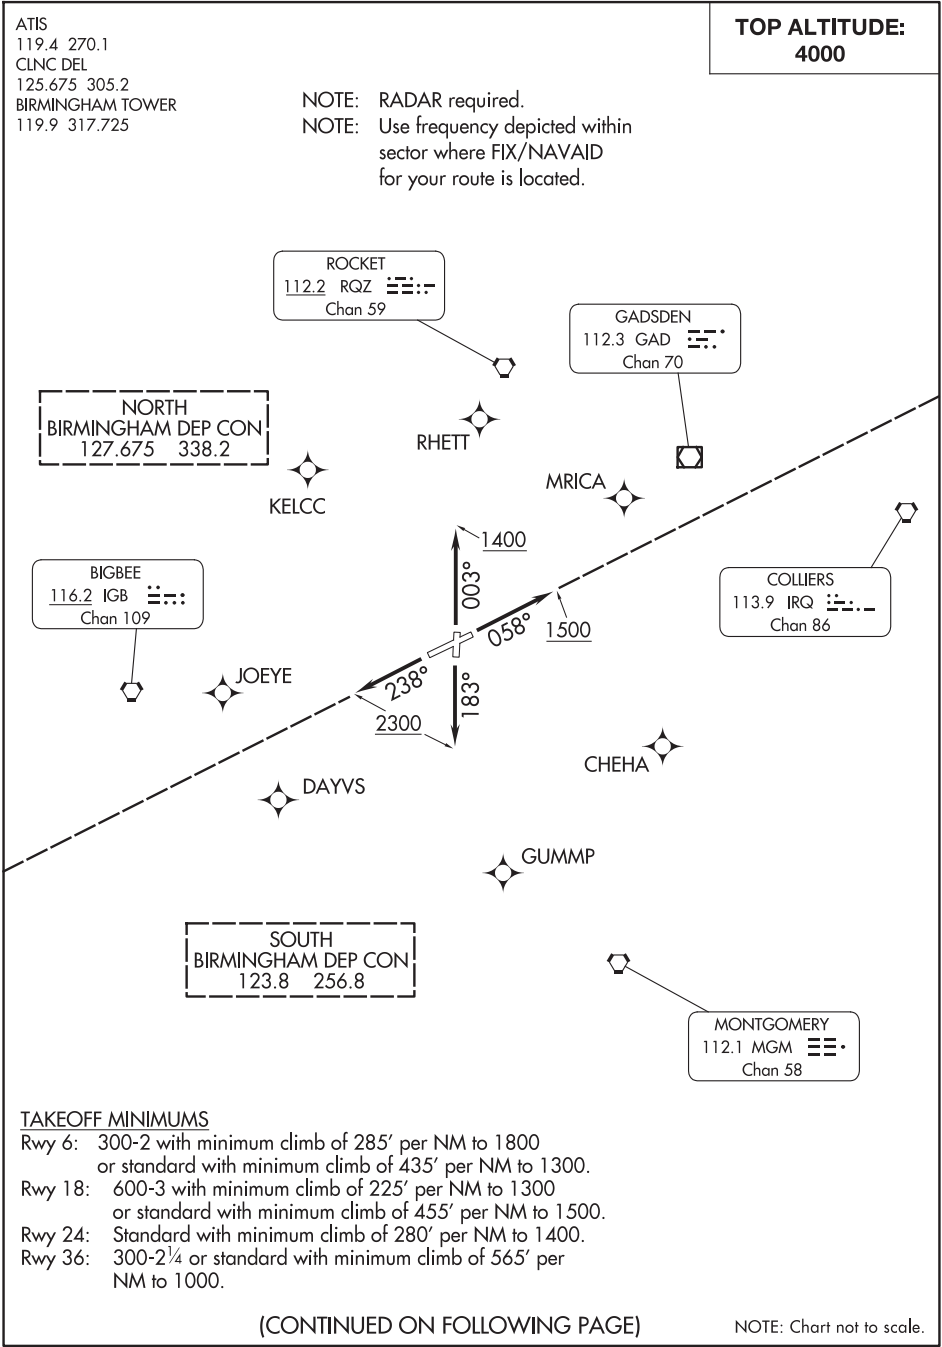 ATIS
119.4 270.1
CLNC DEL
125.675 305.2
BIRMINGHAM TOWER
119.9 317.725
TOP ALTITUDE:
4000
NOTE: RADAR required.
NOTE: Use frequency depicted within
sector where FIX/NAVAID
for your route is located.
ROCKET
112.2 RQZ
Chan 59
GADSDEN
112.3 GAD
Chan 70
NORTH
BIRMINGHAM DEP CON
127.675 338.2
RHETT
KELCC
MRICA
1400
003°
BIGBEE
116.2 IGB
Chan 109
COLLIERS
113.9 IRQ
Chan 86
058°
1500
JOEYE
238°
183°
2300
CHEHA
DAYVS
GUMMP
SOUTH
BIRMINGHAM DEP CON
123.8 256.8
MONTGOMERY
112.1 MGM
Chan 58
TAKEOFF MINIMUMS
Rwy 6: 300-2 with minimum climb of 285' per NM to 1800
or standard with minimum climb of 435' per NM to 1300.
Rwy 18: 600-3 with minimum climb of 225' per NM to 1300
or standard with minimum climb of 455' per NM to 1500.
Rwy 24: Standard with minimum climb of 280' per NM to 1400.
Rwy 36: 300-2¼ or standard with minimum climb of 565' per
NM to 1000.
(CONTINUED ON FOLLOWING PAGE)
NOTE: Chart not to scale.